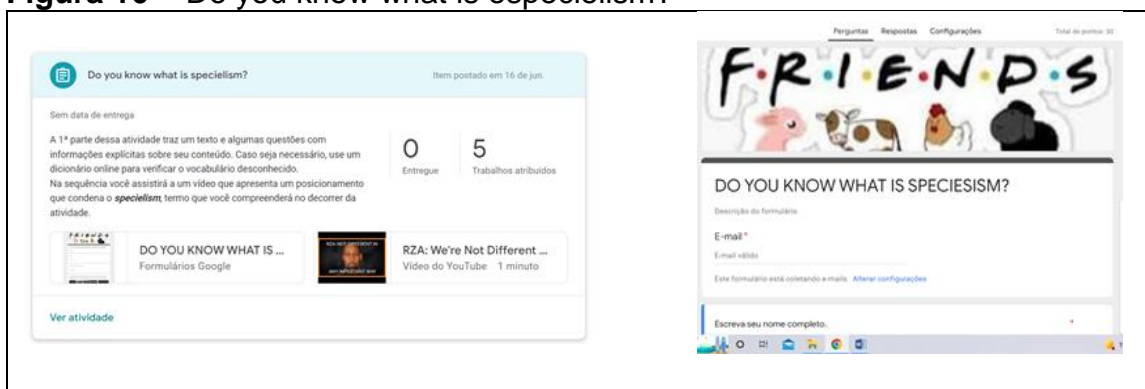 Figura 10 – Do you know what is especielism?
Do you know what is specielism?
Item postado em 16 de jun.
Sem data de entrega
A 1ª parte dessa atividade traz um texto e algumas questões com
informações explícitas sobre seu conteúdo. Caso seja necessário, use um
dicionário online para verificar o vocabulário desconhecido.
Na sequência você assistirá a um vídeo que apresenta um posicionamento
que condena o specielism, termo que você compreenderá no decorrer da
atividade.
0
Entregue
5
Trabalhos atribuídos
DO YOU KNOW WHAT IS ...
Formulários Google
RZA: We're Not Different ...
Vídeo do YouTube 1 minuto
Ver atividade
Perguntas Respostas Configurações
Total de pontos: 30
F•R•I•E•N•D•S
DO YOU KNOW WHAT IS SPECIESISM?
Descrição do formulário
E-mail *
E-mail válido
Este formulário está coletando e-mails. Alterar configurações
Escreva seu nome completo. *